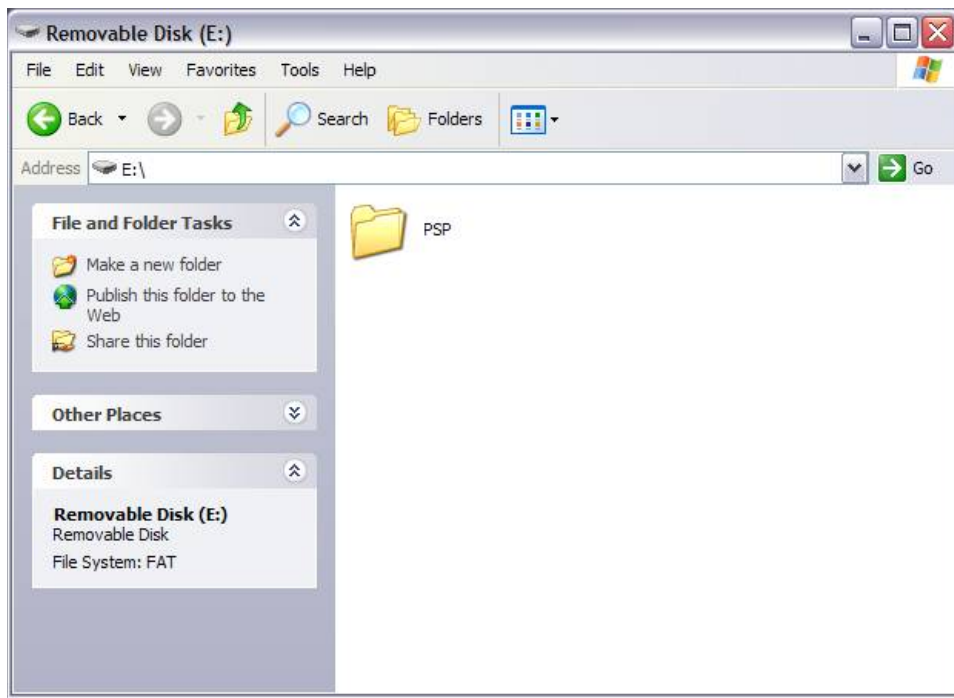 Removable Disk (E:)
File Edit View Favorites Tools Help
Back Search Folders
Address E:\ Go
File and Folder Tasks
Make a new folder
Publish this folder to the
Web
Share this folder
Other Places
Details
Removable Disk (E:)
Removable Disk
File System: FAT
PSP